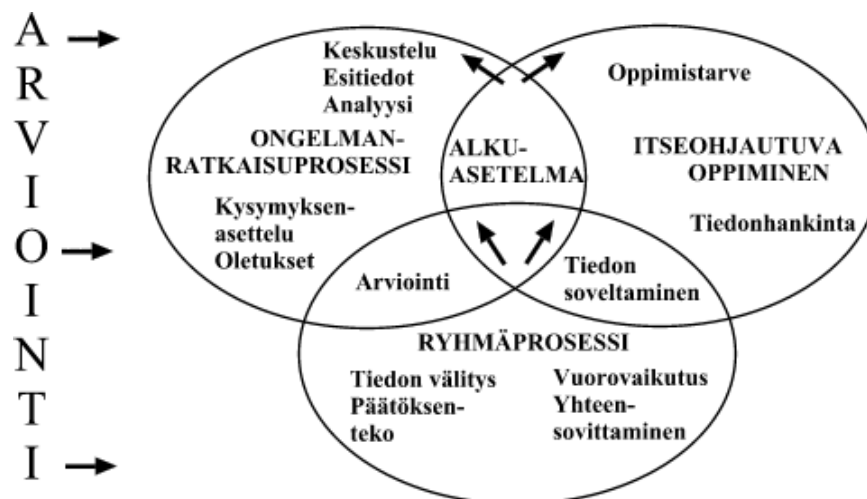 ARVIOINTI
Keskustelu
Esitiedot
Analyysi
ONGELMAN-
RATKAISUPROSESSI
Kysymyksen-
asettelu
Oletukset
ALKU-
ASETELMA
Oppimistarve
ITSEOHJAUTUVA
OPPIMINEN
Tiedonhankinta
Arviointi
Tiedon
soveltaminen
RYHMÄPROSESSI
Tiedon välitys
Päätöksen-
teko
Vuorovaikutus
Yhteen-
sovittaminen